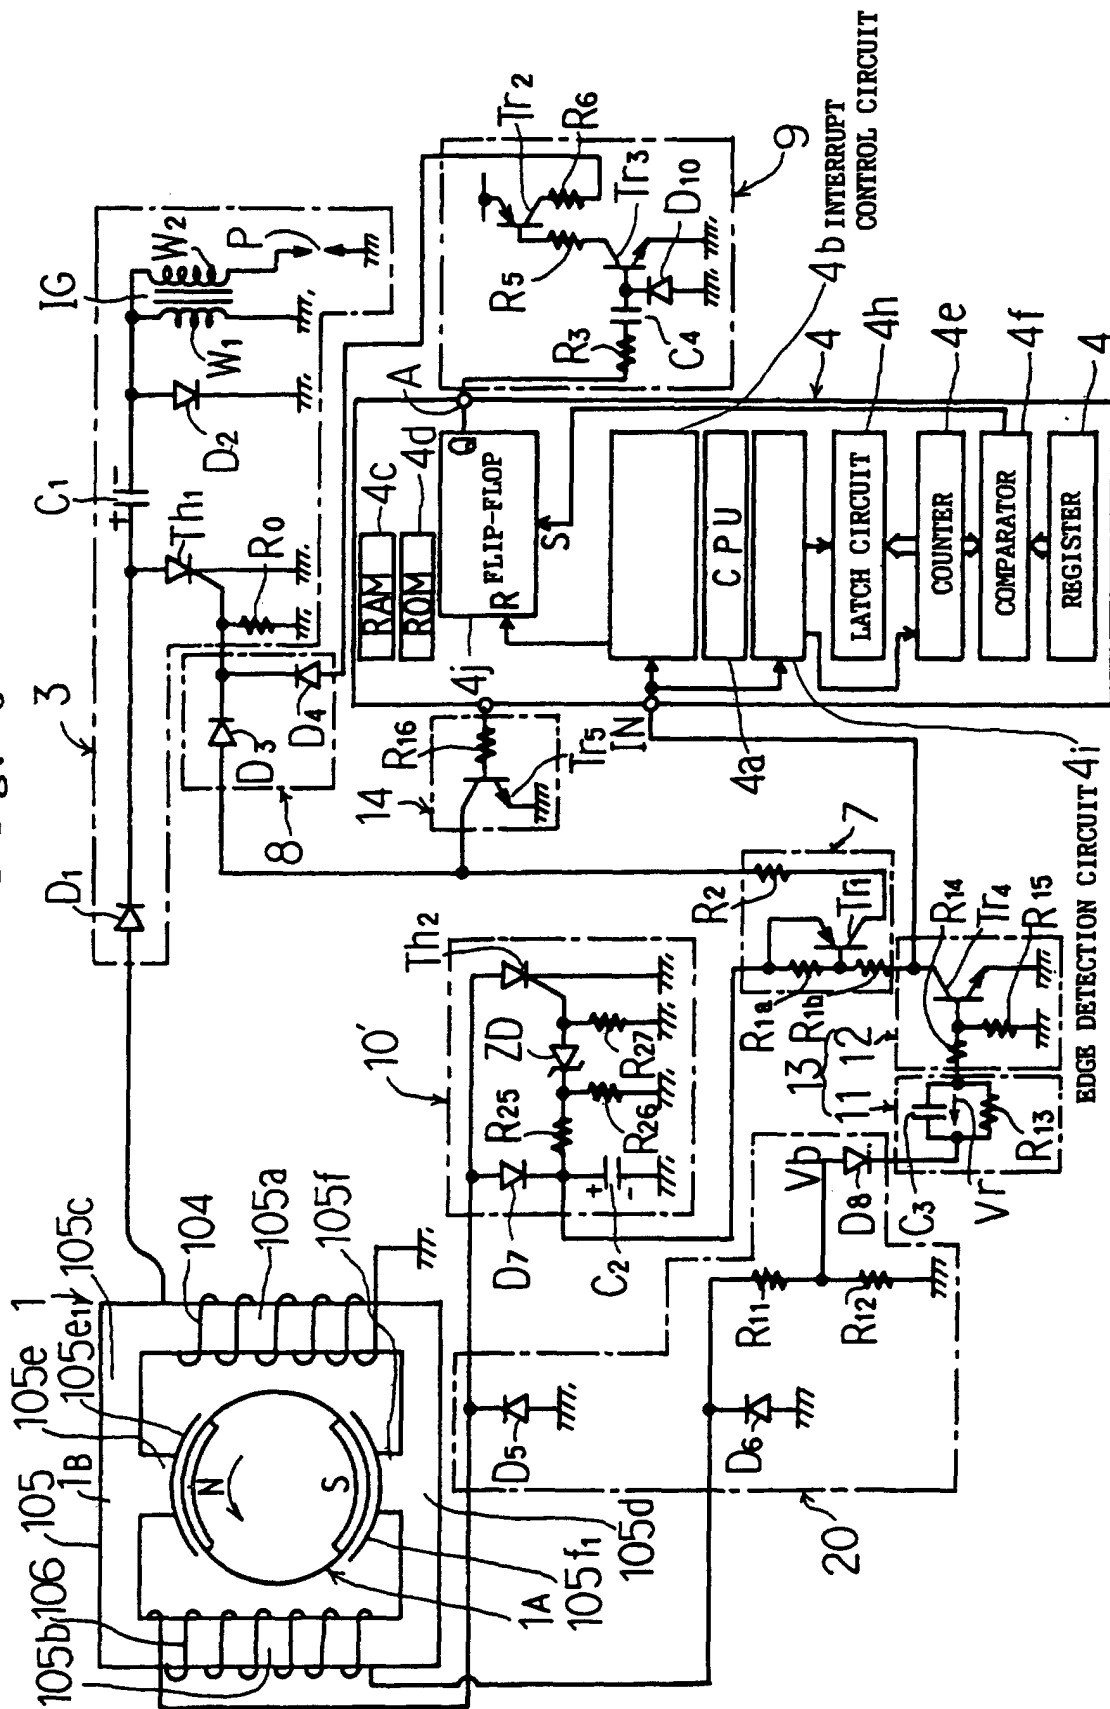 3
IG
W2
P
W1
C1
+
-
D2
Th1
R0
D1
D3
D4
8
RAM
4c
ROM
4d
A
Q
FLIP-FLOP
R
S
4j
R3
C4
R5
Tr2
R6
Tr3
D10
9
4b INTERRUPT
CONTROL CIRCUIT
CPU
4a
LATCH CIRCUIT
4h
COUNTER
4e
COMPARATOR
4f
REGISTER
4
4
IN
14
R16
Tr5
4i
EDGE DETECTION CIRCUIT
7
R2
Tr1
R1a
R1b
R14
Tr4
R15
12
13
11
C3
Vr
R13
10'
Th2
ZD
R27
R25
R26
D7
+
-
C2
Vp
D8
R11
R12
D5
D6
20
1
105c
104
105a
105f
105e1
105e
1B
105
106
105b
N
S
1A
105f1
105d